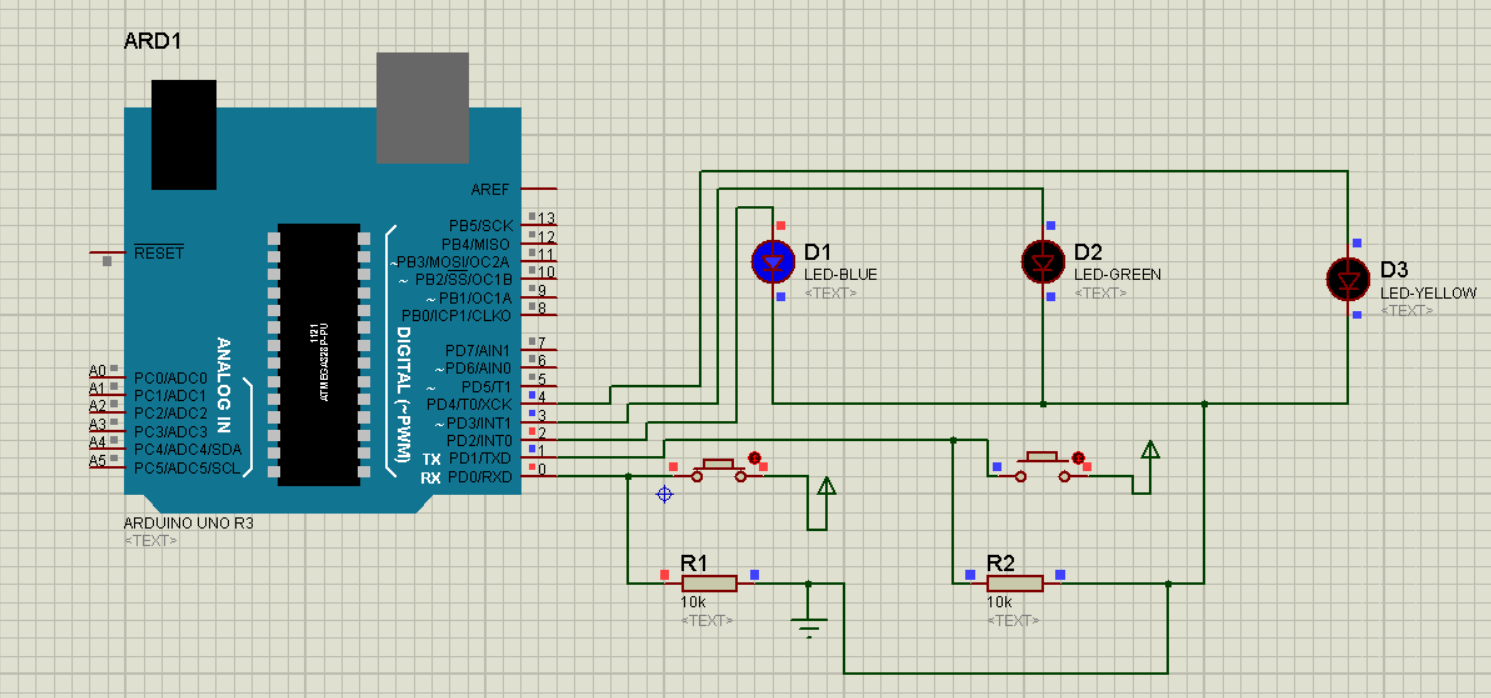 ARD1
AREF
RESET
PB5/SCK
13
PB4/MISO
12
~PB3/MOSI/OC2A
11
~ PB2/SS/OC1B
10
~ PB1/OC1A
9
PB0/ICP1/CLKO
8
PD7/AIN1
7
~ PD6/AIN0
6
~ PD5/T1
5
PD4/T0/XCK
4
~ PD3/INT1
3
PD2/INT0
2
TX PD1/TXD
1
RX PD0/RXD
0
DIGITAL (~PWM)
ANALOG IN
1121
ATMEGA328P-PU
A0 PC0/ADC0
A1 PC1/ADC1
A2 PC2/ADC2
A3 PC3/ADC3
A4 PC4/ADC4/SDA
A5 PC5/ADC5/SCL
ARDUINO UNO R3
<TEXT>
D1
LED-BLUE
<TEXT>
D2
LED-GREEN
<TEXT>
D3
LED-YELLOW
<TEXT>
R1
10k
<TEXT>
R2
10k
<TEXT>